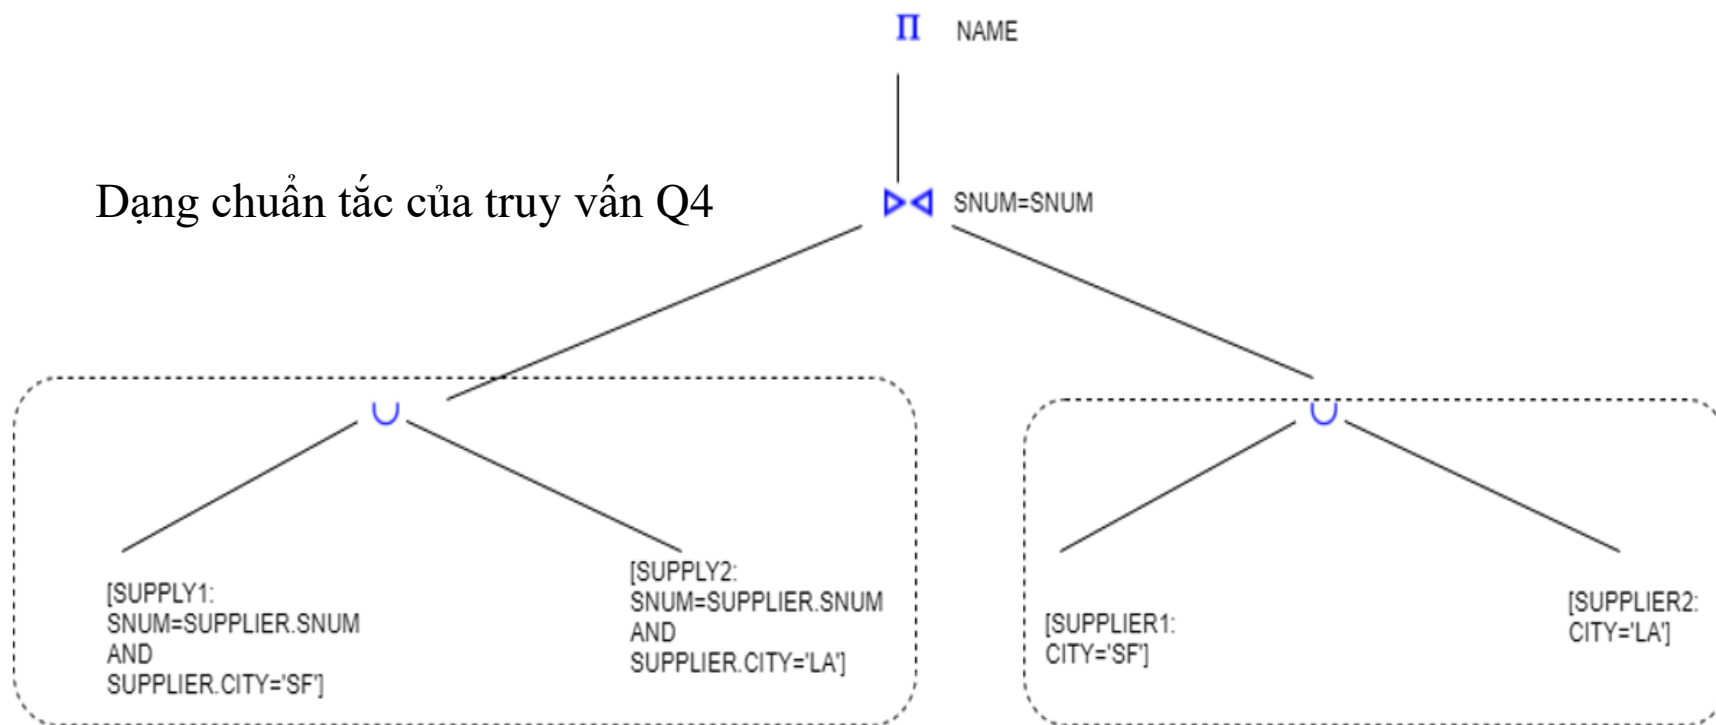 Π NAME
Dạng chuẩn tắc của truy vấn Q4
⋈ SNUM=SNUM
∪
∪
[SUPPLY1:
SNUM=SUPPLIER.SNUM
AND
SUPPLIER.CITY='SF']
[SUPPLY2:
SNUM=SUPPLIER.SNUM
AND
SUPPLIER.CITY='LA']
[SUPPLIER1:
CITY='SF']
[SUPPLIER2:
CITY='LA']